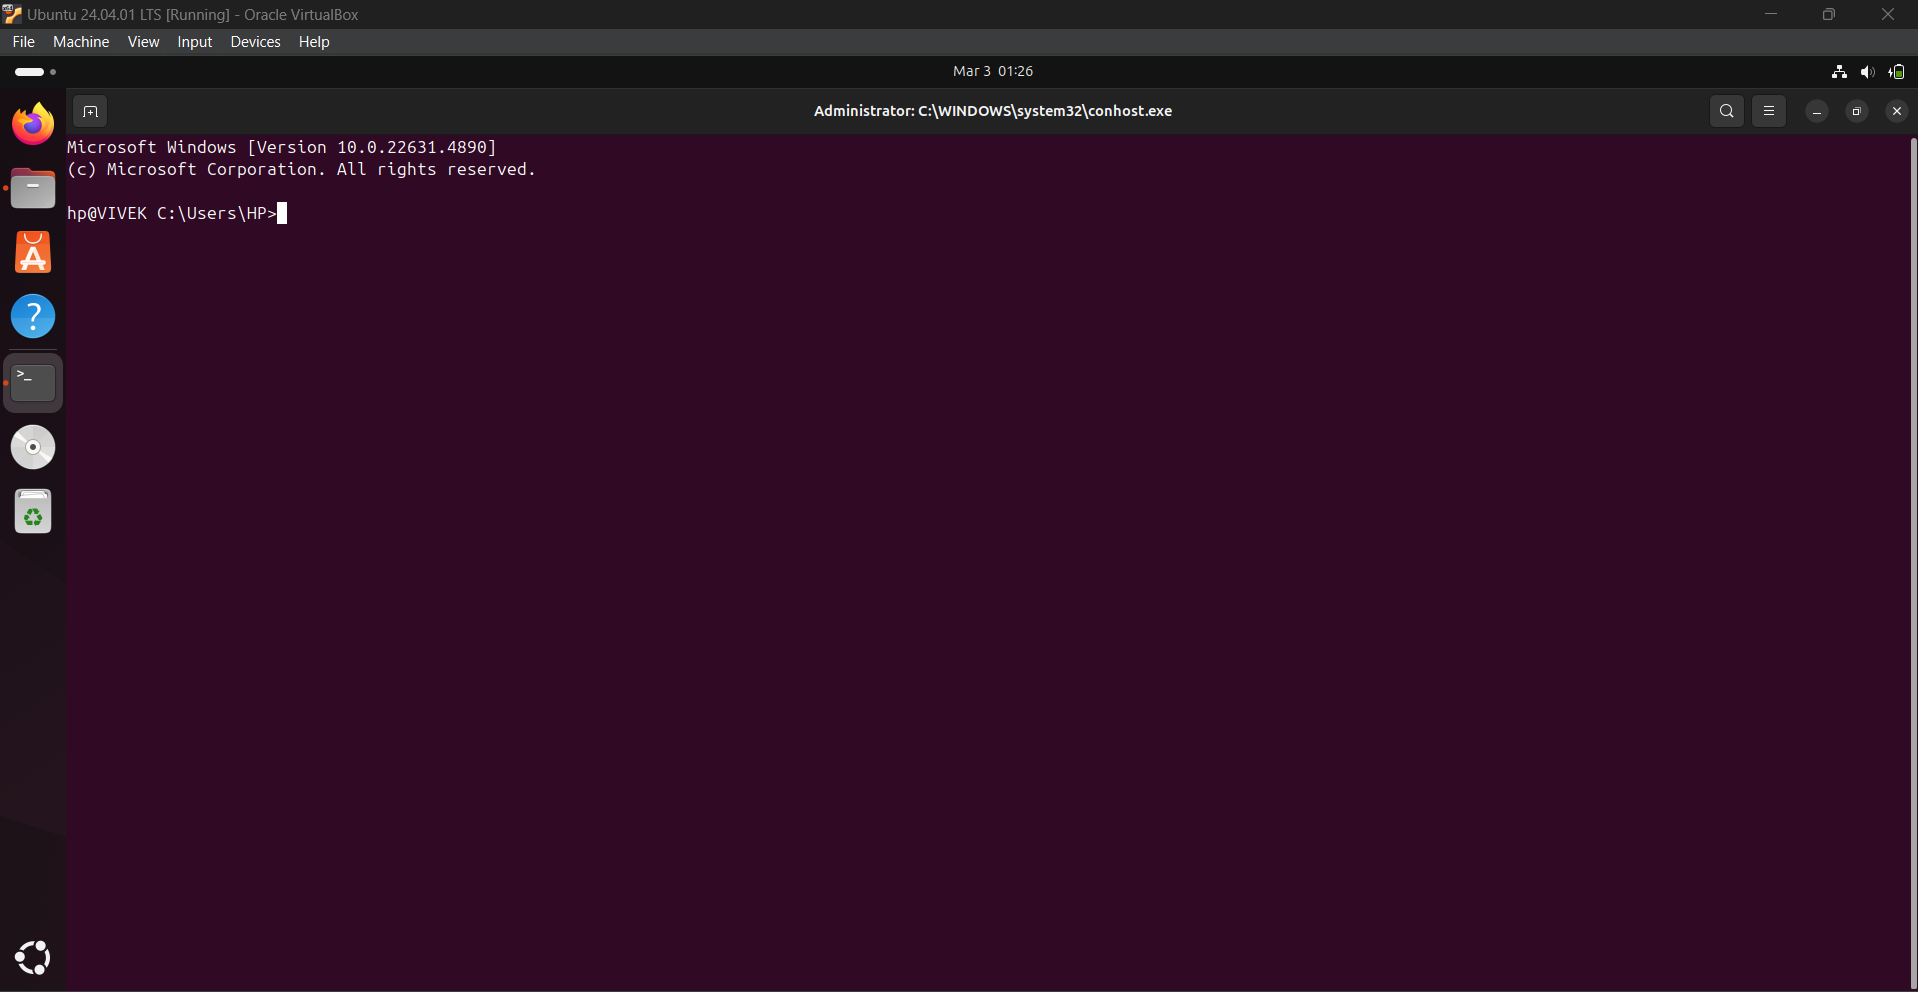 Ubuntu 24.04.01 LTS [Running] - Oracle VirtualBox
File Machine View Input Devices Help
Mar 3 01:26
Administrator: C:\WINDOWS\system32\conhost.exe
Microsoft Windows [Version 10.0.22631.4890]
(c) Microsoft Corporation. All rights reserved.
hp@VIVEK C:\Users\HP>